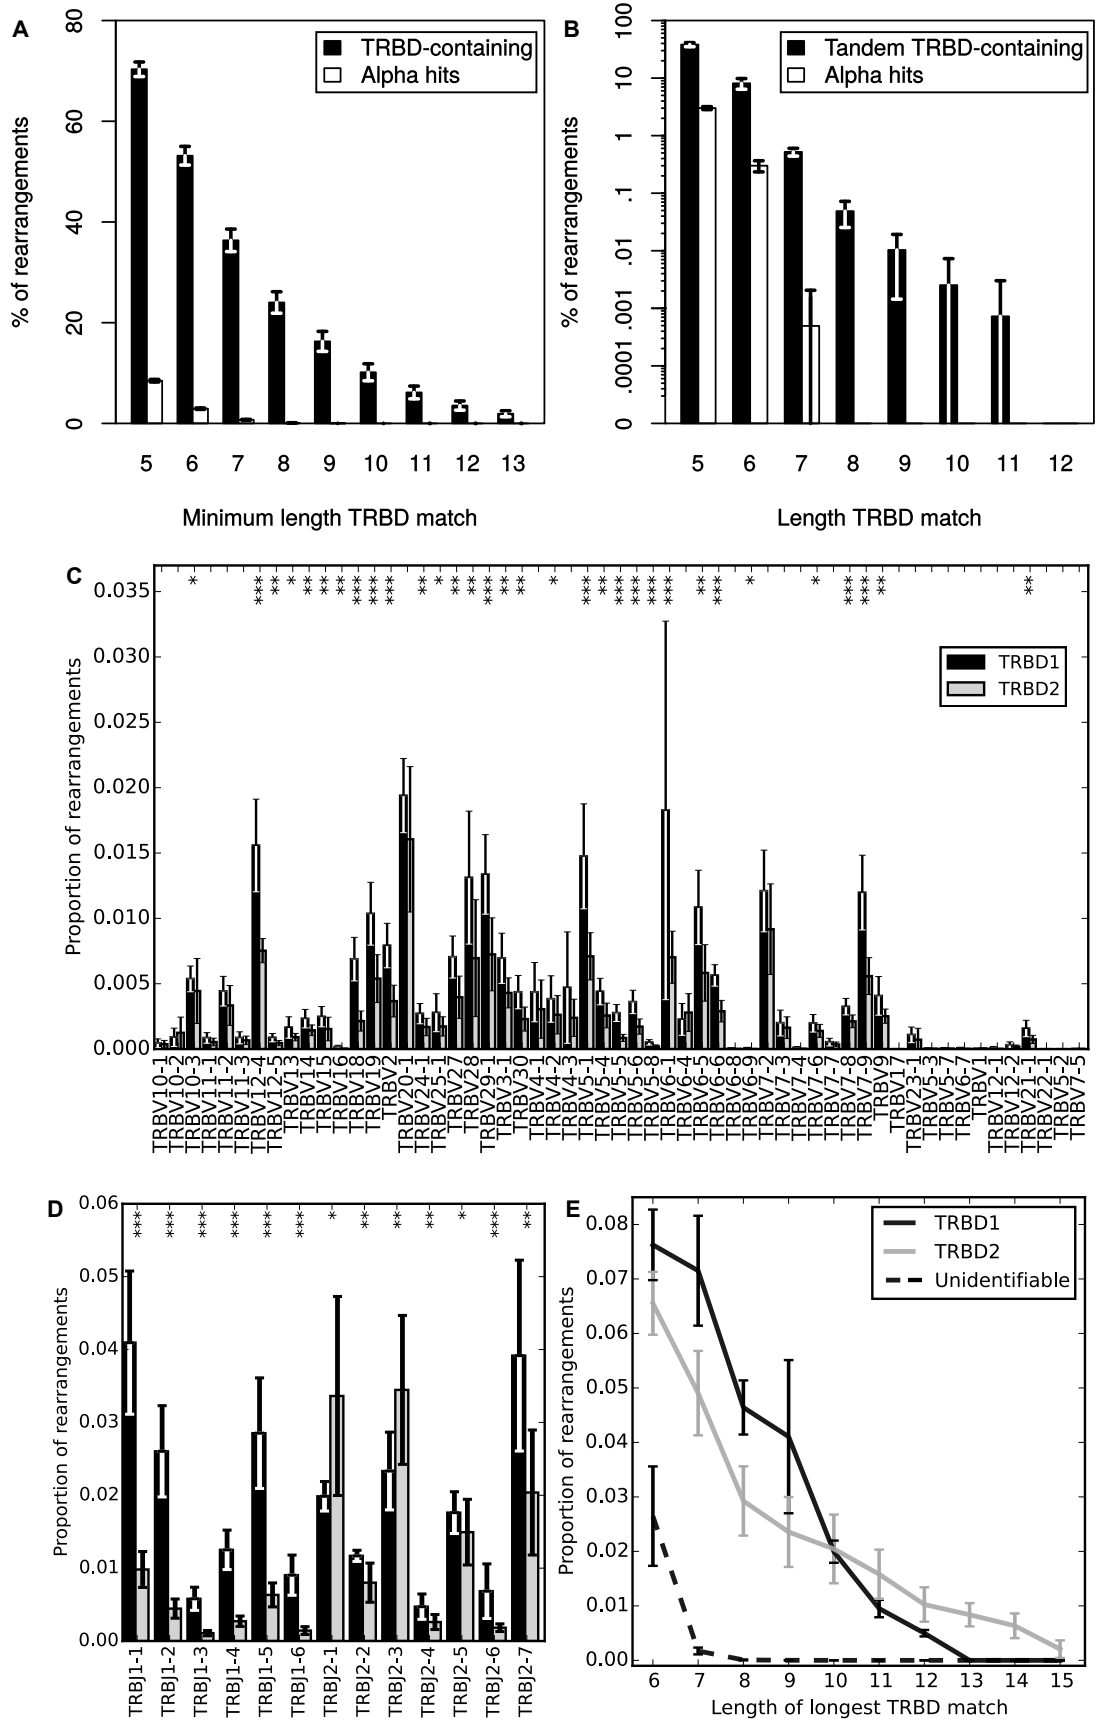 A
80
60
40
20
0
% of rearrangements
TRBD-containing
Alpha hits
5 6 7 8 9 10 11 12 13
Minimum length TRBD match
B
100
10
1
.1
.01
.001
.0001
0
% of rearrangements
Tandem TRBD-containing
Alpha hits
5 6 7 8 9 10 11 12
Length TRBD match
C
0.035
0.030
0.025
0.020
0.015
0.010
0.005
0.000
Proportion of rearrangements
* *** ** * ** ** ** *** *** *** ** * ** ** *** ** ** * *** ** *** *** *** *** ** *** * * *** *** ** **
TRBD1
TRBD2
TRBV10-1
TRBV10-2
TRBV10-3
TRBV11-1
TRBV11-2
TRBV11-3
TRBV12-4
TRBV12-5
TRBV13
TRBV14
TRBV15
TRBV16
TRBV18
TRBV19
TRBV2
TRBV20-1
TRBV24-1
TRBV25-1
TRBV27
TRBV28
TRBV29-1
TRBV3-1
TRBV30
TRBV4-1
TRBV4-2
TRBV4-3
TRBV5-1
TRBV5-4
TRBV5-5
TRBV5-6
TRBV5-8
TRBV6-1
TRBV6-4
TRBV6-5
TRBV6-6
TRBV6-8
TRBV6-9
TRBV7-2
TRBV7-3
TRBV7-4
TRBV7-6
TRBV7-7
TRBV7-8
TRBV7-9
TRBV9
TRBV17
TRBV23-1
TRBV5-3
TRBV5-7
TRBV6-7
TRBV1
TRBV12-1
TRBV12-2
TRBV21-1
TRBV22-1
TRBV5-2
TRBV7-5
D
0.06
0.05
0.04
0.03
0.02
0.01
0.00
Proportion of rearrangements
*** *** *** *** *** *** * ** ** ** * *** **
TRBJ1-1
TRBJ1-2
TRBJ1-3
TRBJ1-4
TRBJ1-5
TRBJ1-6
TRBJ2-1
TRBJ2-2
TRBJ2-3
TRBJ2-4
TRBJ2-5
TRBJ2-6
TRBJ2-7
E
0.08
0.07
0.06
0.05
0.04
0.03
0.02
0.01
0.00
Proportion of rearrangements
TRBD1
TRBD2
Unidentifiable
6 7 8 9 10 11 12 13 14 15
Length of longest TRBD match